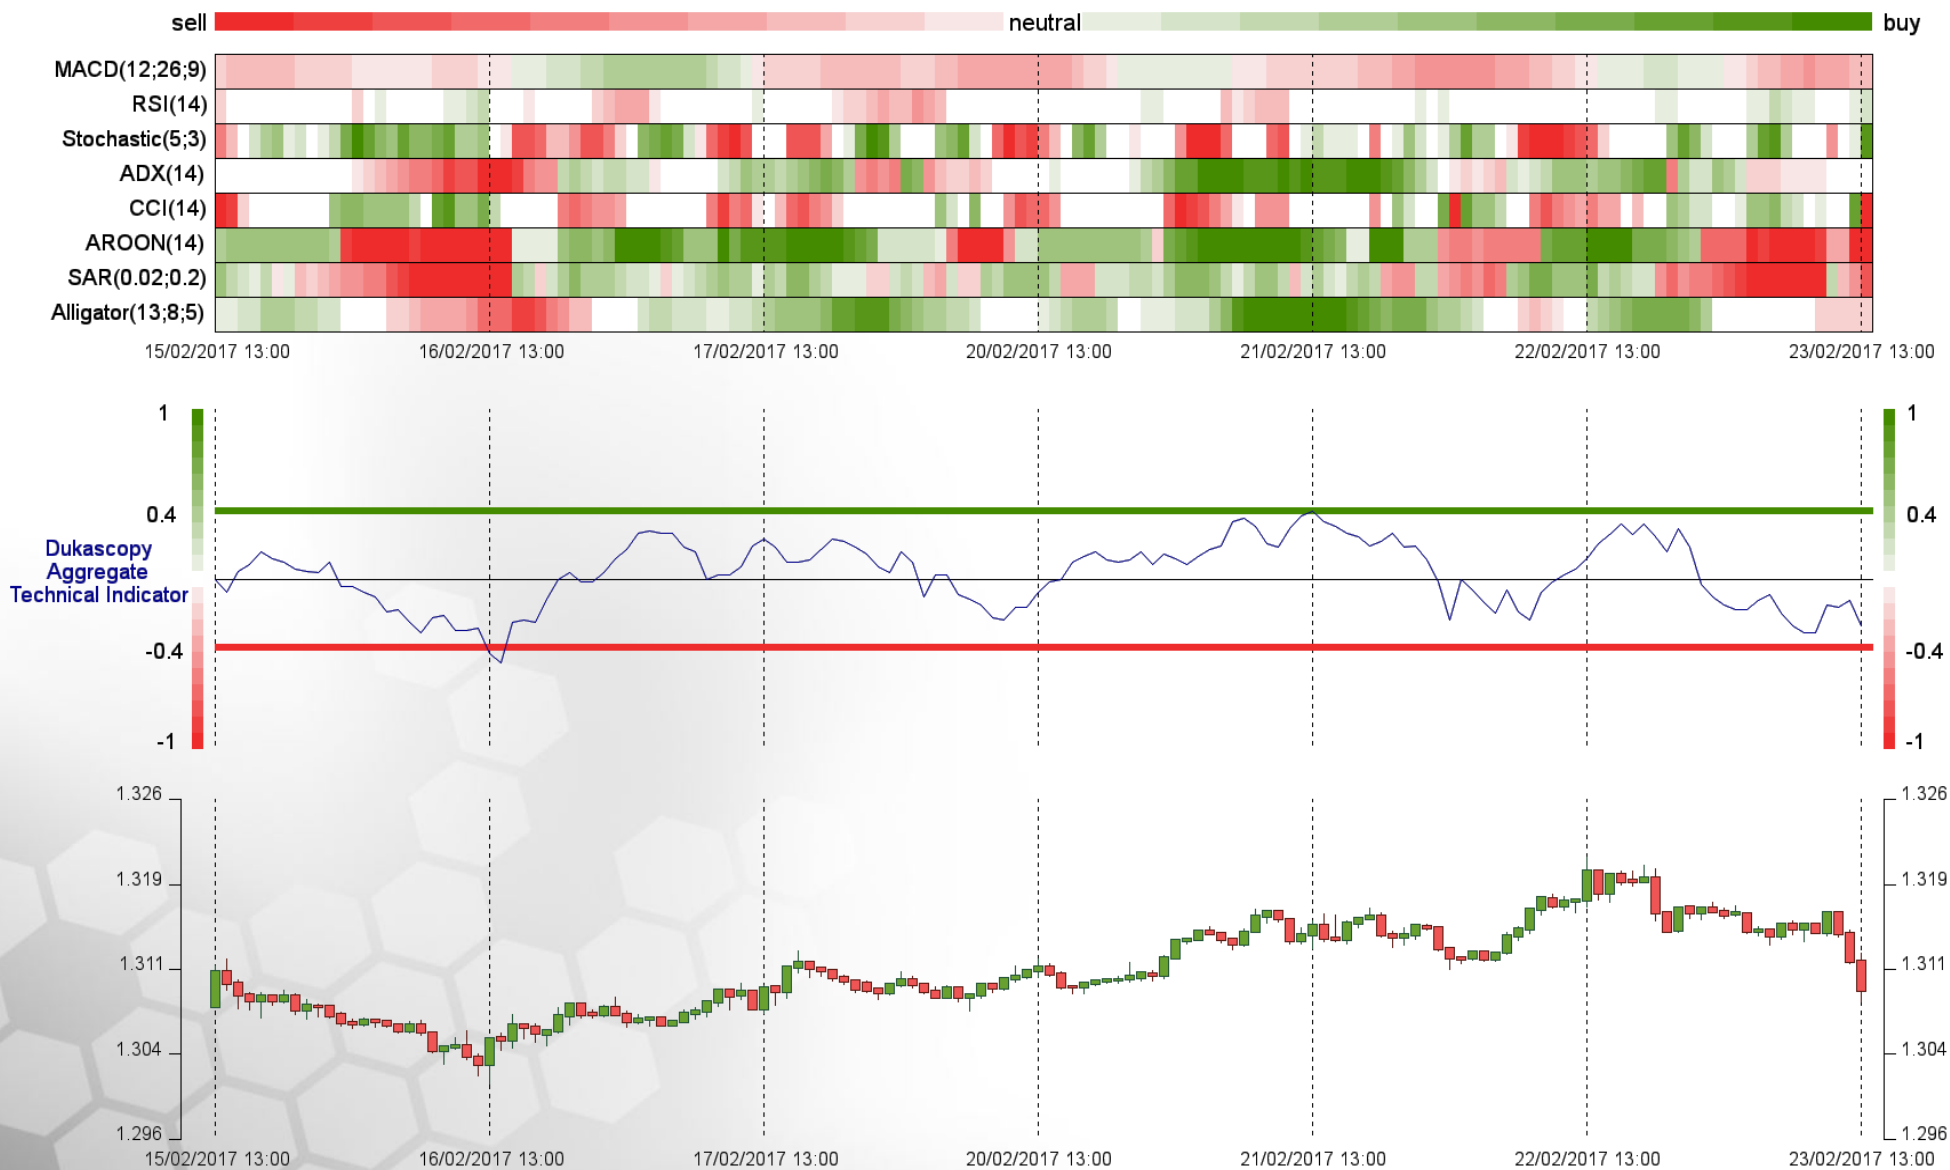 sell neutral buy
MACD(12;26;9)
RSI(14)
Stochastic(5;3)
ADX(14)
CCI(14)
AROON(14)
SAR(0.02;0.2)
Alligator(13;8;5)
15/02/2017 13:00 16/02/2017 13:00 17/02/2017 13:00 20/02/2017 13:00 21/02/2017 13:00 22/02/2017 13:00 23/02/2017 13:00
1 1
0.4 0.4
Dukascopy
Aggregate
Technical Indicator
-0.4 -0.4
-1 -1
1.326 1.326
1.319 1.319
1.311 1.311
1.304 1.304
1.296 1.296
15/02/2017 13:00 16/02/2017 13:00 17/02/2017 13:00 20/02/2017 13:00 21/02/2017 13:00 22/02/2017 13:00 23/02/2017 13:00